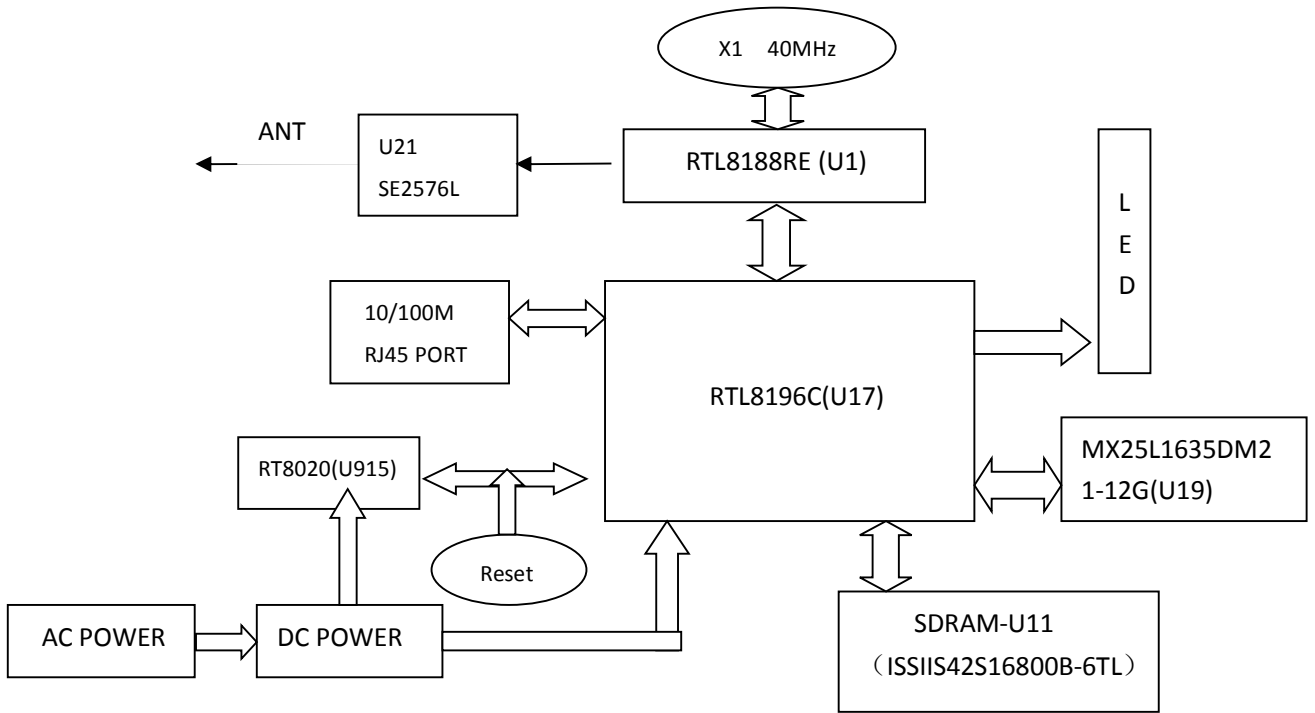 X1 40MHz
ANT
U21
SE2576L
RTL8188RE (U1)
L
E
D
10/100M
RJ45 PORT
RTL8196C(U17)
RT8020(U915)
MX25L1635DM2
1-12G(U19)
Reset
AC POWER
DC POWER
SDRAM-U11
（ISSIIS42S16800B-6TL）